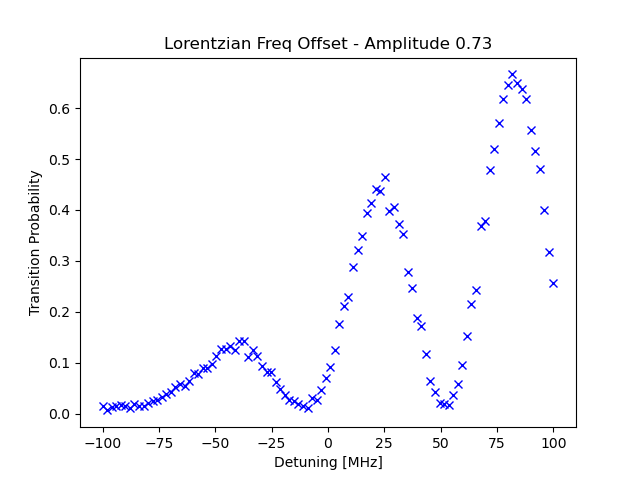 Lorentzian Freq Offset - Amplitude 0.73
Transition Probability
0.6
0.5
0.4
0.3
0.2
0.1
0.0
−100 −75 −50 −25 0 25 50 75 100
Detuning [MHz]